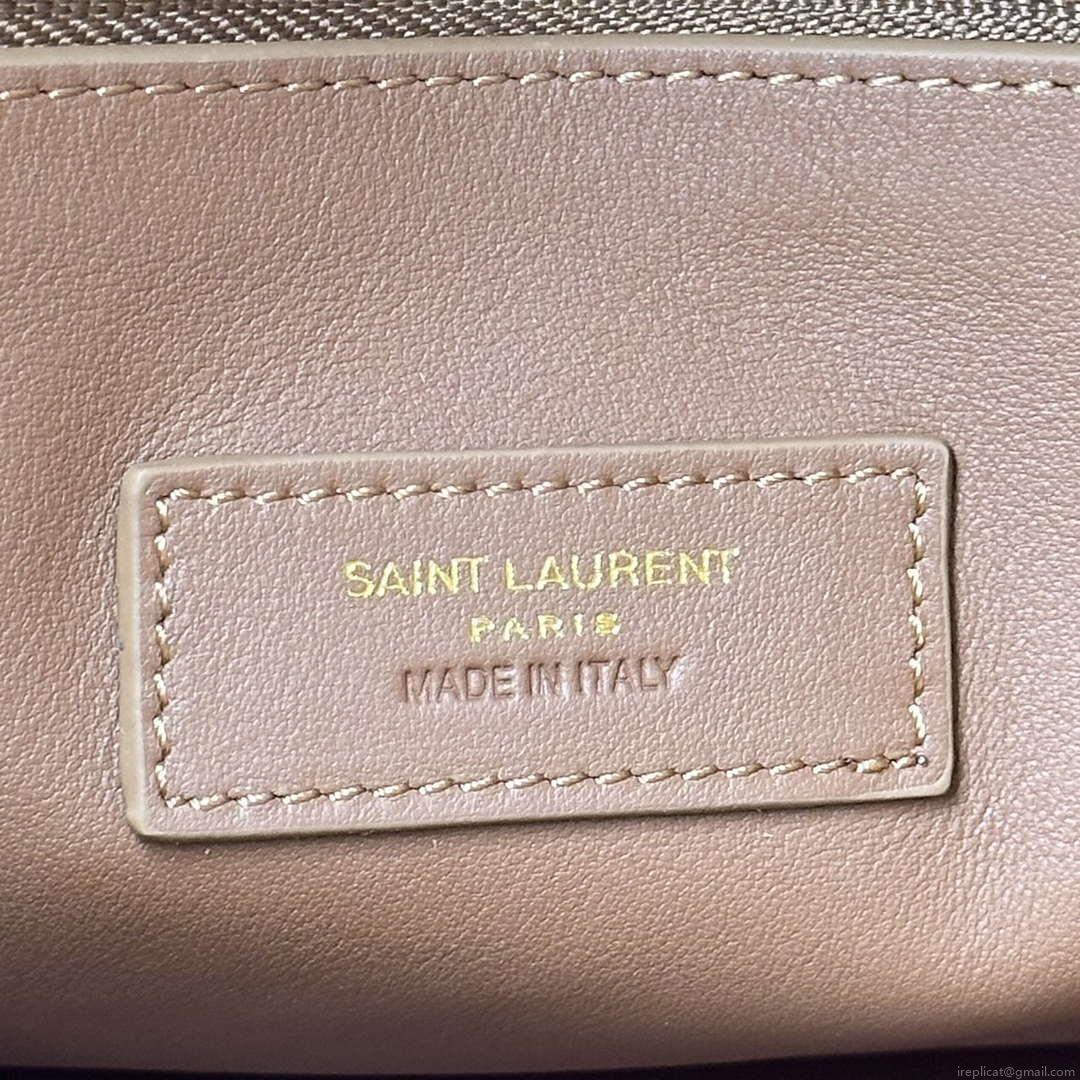 SAINT LAURENT
PARIS
MADE IN ITALY
ireplicat@gmail.com